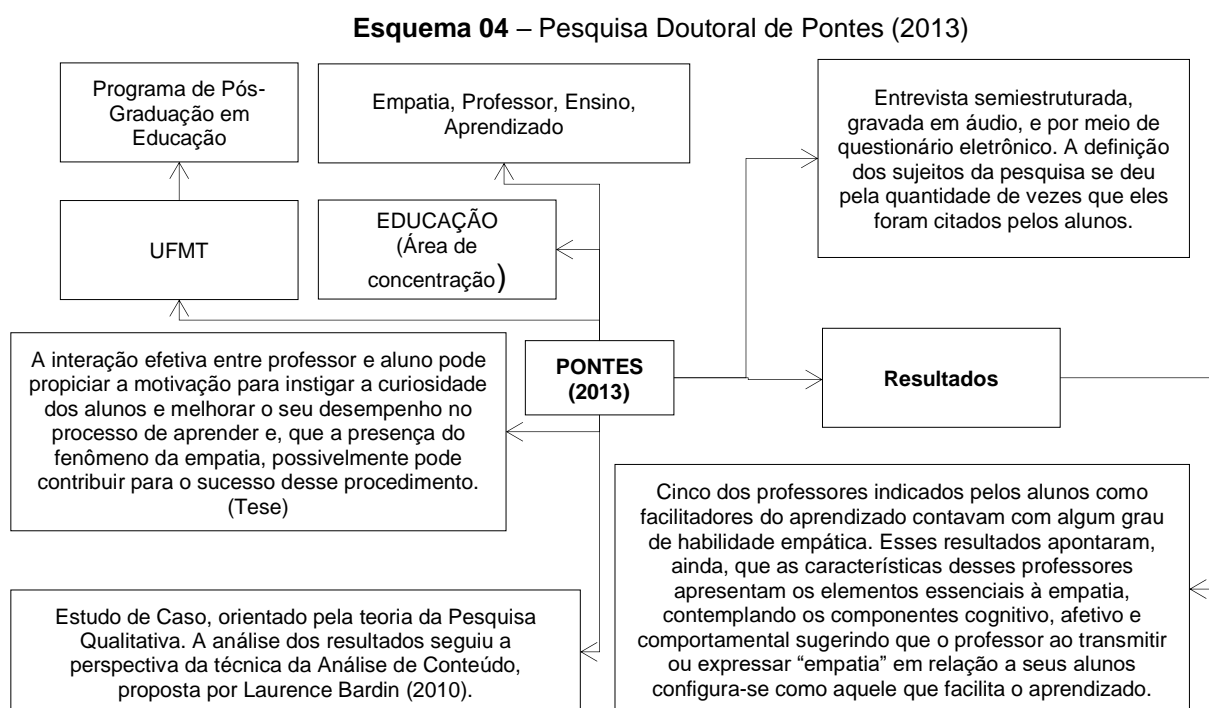 Esquema 04 – Pesquisa Doutoral de Pontes (2013)
Programa de Pós-
Graduação em
Educação
Empatia, Professor, Ensino,
Aprendizado
Entrevista semiestruturada,
gravada em áudio, e por meio de
questionário eletrônico. A definição
dos sujeitos da pesquisa se deu
pela quantidade de vezes que eles
foram citados pelos alunos.
UFMT
EDUCAÇÃO
(Área de
concentração)
A interação efetiva entre professor e aluno pode
propiciar a motivação para instigar a curiosidade
dos alunos e melhorar o seu desempenho no
processo de aprender e, que a presença do
fenômeno da empatia, possivelmente pode
contribuir para o sucesso desse procedimento.
(Tese)
PONTES
(2013)
Resultados
Cinco dos professores indicados pelos alunos como
facilitadores do aprendizado contavam com algum grau
de habilidade empática. Esses resultados apontaram,
ainda, que as características desses professores
apresentam os elementos essenciais à empatia,
contemplando os componentes cognitivo, afetivo e
comportamental sugerindo que o professor ao transmitir
ou expressar “empatia” em relação a seus alunos
configura-se como aquele que facilita o aprendizado.
Estudo de Caso, orientado pela teoria da Pesquisa
Qualitativa. A análise dos resultados seguiu a
perspectiva da técnica da Análise de Conteúdo,
proposta por Laurence Bardin (2010).